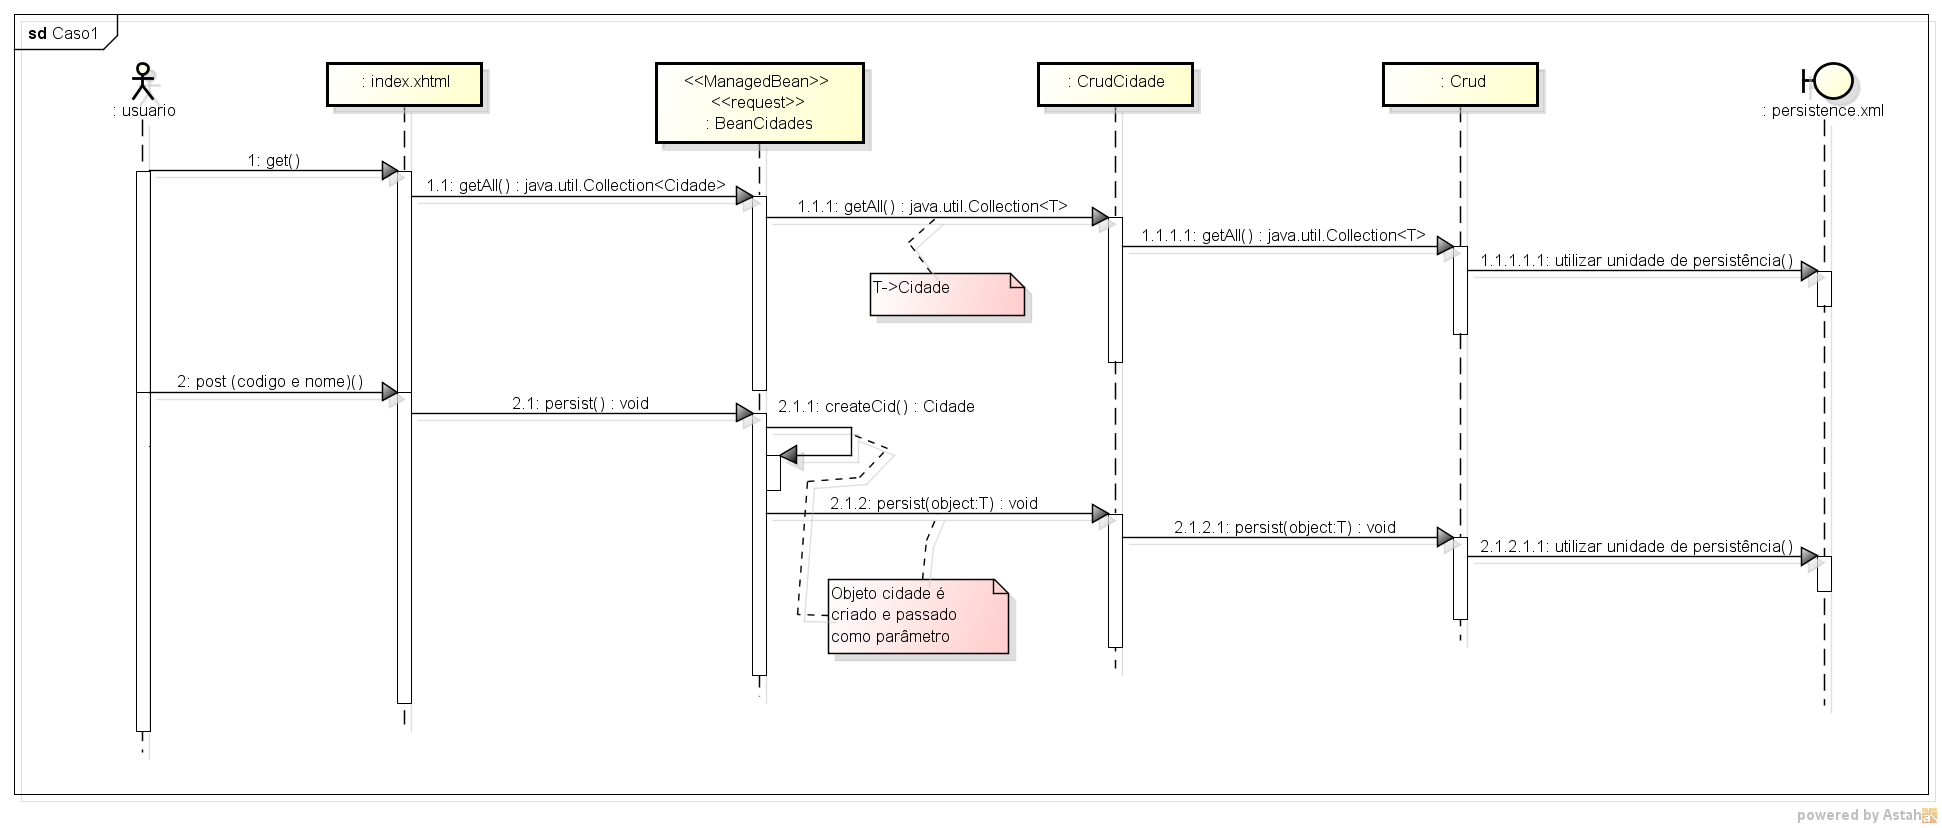 sd Caso1
: usuario
: index.xhtml
<<ManagedBean>>
<<request>>
: BeanCidades
: CrudCidade
: Crud
: persistence.xml
1: get()
1.1: getAll() : java.util.Collection<Cidade>
1.1.1: getAll() : java.util.Collection<T>
1.1.1.1: getAll() : java.util.Collection<T>
1.1.1.1.1: utilizar unidade de persistência()
T->Cidade
2: post (codigo e nome)()
2.1: persist() : void
2.1.1: createCid() : Cidade
2.1.2: persist(object:T) : void
2.1.2.1: persist(object:T) : void
2.1.2.1.1: utilizar unidade de persistência()
Objeto cidade é
criado e passado
como parâmetro
powered by Astah